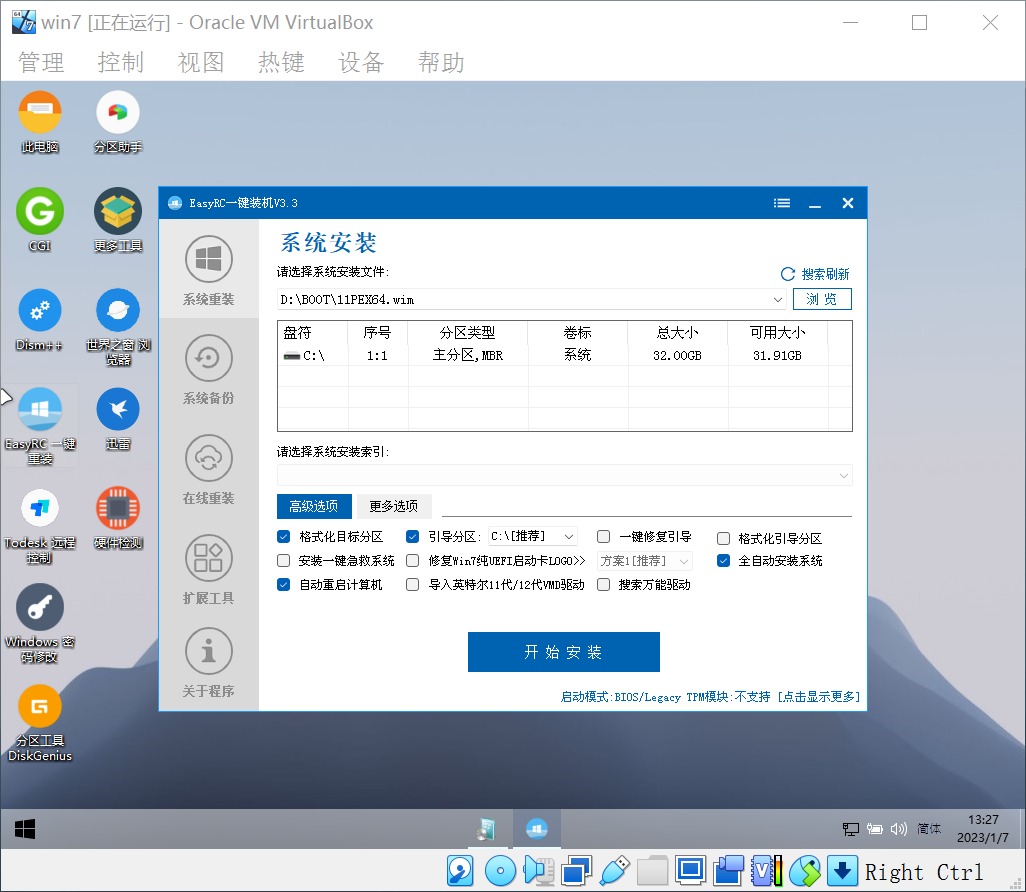 win7 [正在运行] - Oracle VM VirtualBox
管理 控制 视图 热键 设备 帮助
此电脑
分区助手
CGI
更多工具
Dism++
世界之窗 浏
览器
EasyRC 一键
重装
迅雷
Todesk 远程
控制
硬件检测
Windows 密
码修改
分区工具
DiskGenius
EasyRC一键装机V3.3
系统重装
系统备份
在线重装
扩展工具
关于程序
系统安装
请选择系统安装文件:
搜索刷新
D:\BOOT\11PEX64.wim
浏 览
盘符 序号 分区类型 卷标 总大小 可用大小
C:\ 1:1 主分区,MBR 系统 32.00GB 31.91GB
请选择系统安装索引:
高级选项 更多选项
格式化目标分区 引导分区: C:\[推荐] 一键修复引导 格式化引导分区
安装一键急救系统 修复Win7纯UEFI启动卡LOGO>> 方案1[推荐] 全自动安装系统
自动重启计算机 导入英特尔11代/12代VMD驱动 搜索万能驱动
开 始 安 装
启动模式:BIOS/Legacy TPM模块:不支持 [点击显示更多]
简体
13:27
2023/1/7
Right Ctrl